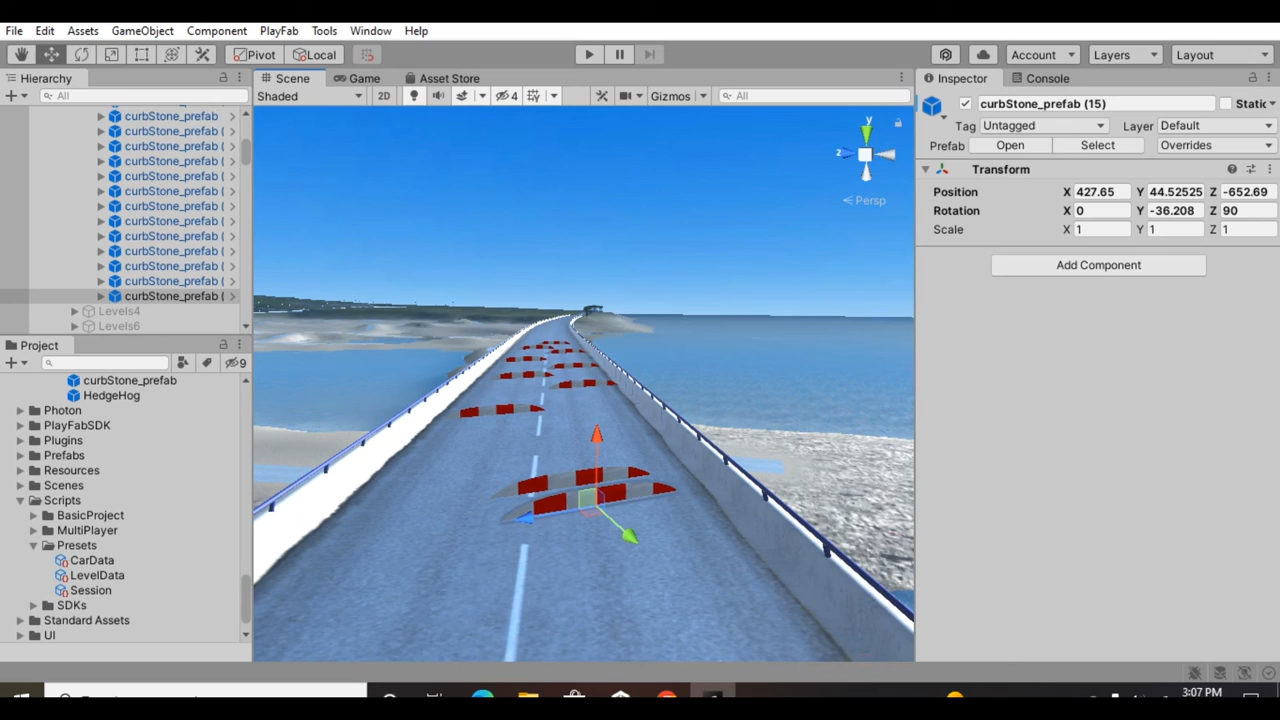 File Edit Assets GameObject Component PlayFab Tools Window Help
Pivot Local Account Layers Layout
Hierarchy Scene Game Asset Store Inspector Console
All Shaded 2D 4 Gizmos All
curbStone_prefab (15) Static
Tag Untagged Layer Default
Prefab Open Select Overrides
Transform
Position X 427.65 Y 44.52525 Z -652.69
Rotation X 0 Y -36.208 Z 90
Scale X 1 Y 1 Z 1
Add Component
y
z
Persp
curbStone_prefab
curbStone_prefab (
curbStone_prefab (
curbStone_prefab (
curbStone_prefab (
curbStone_prefab (
curbStone_prefab (
curbStone_prefab (
curbStone_prefab (
curbStone_prefab (
curbStone_prefab (
curbStone_prefab (
curbStone_prefab (
Levels4
Levels6
Project
9
curbStone_prefab
HedgeHog
Photon
PlayFabSDK
Plugins
Prefabs
Resources
Scenes
Scripts
BasicProject
MultiPlayer
Presets
CarData
LevelData
Session
SDKs
Standard Assets
UI
3:07 PM